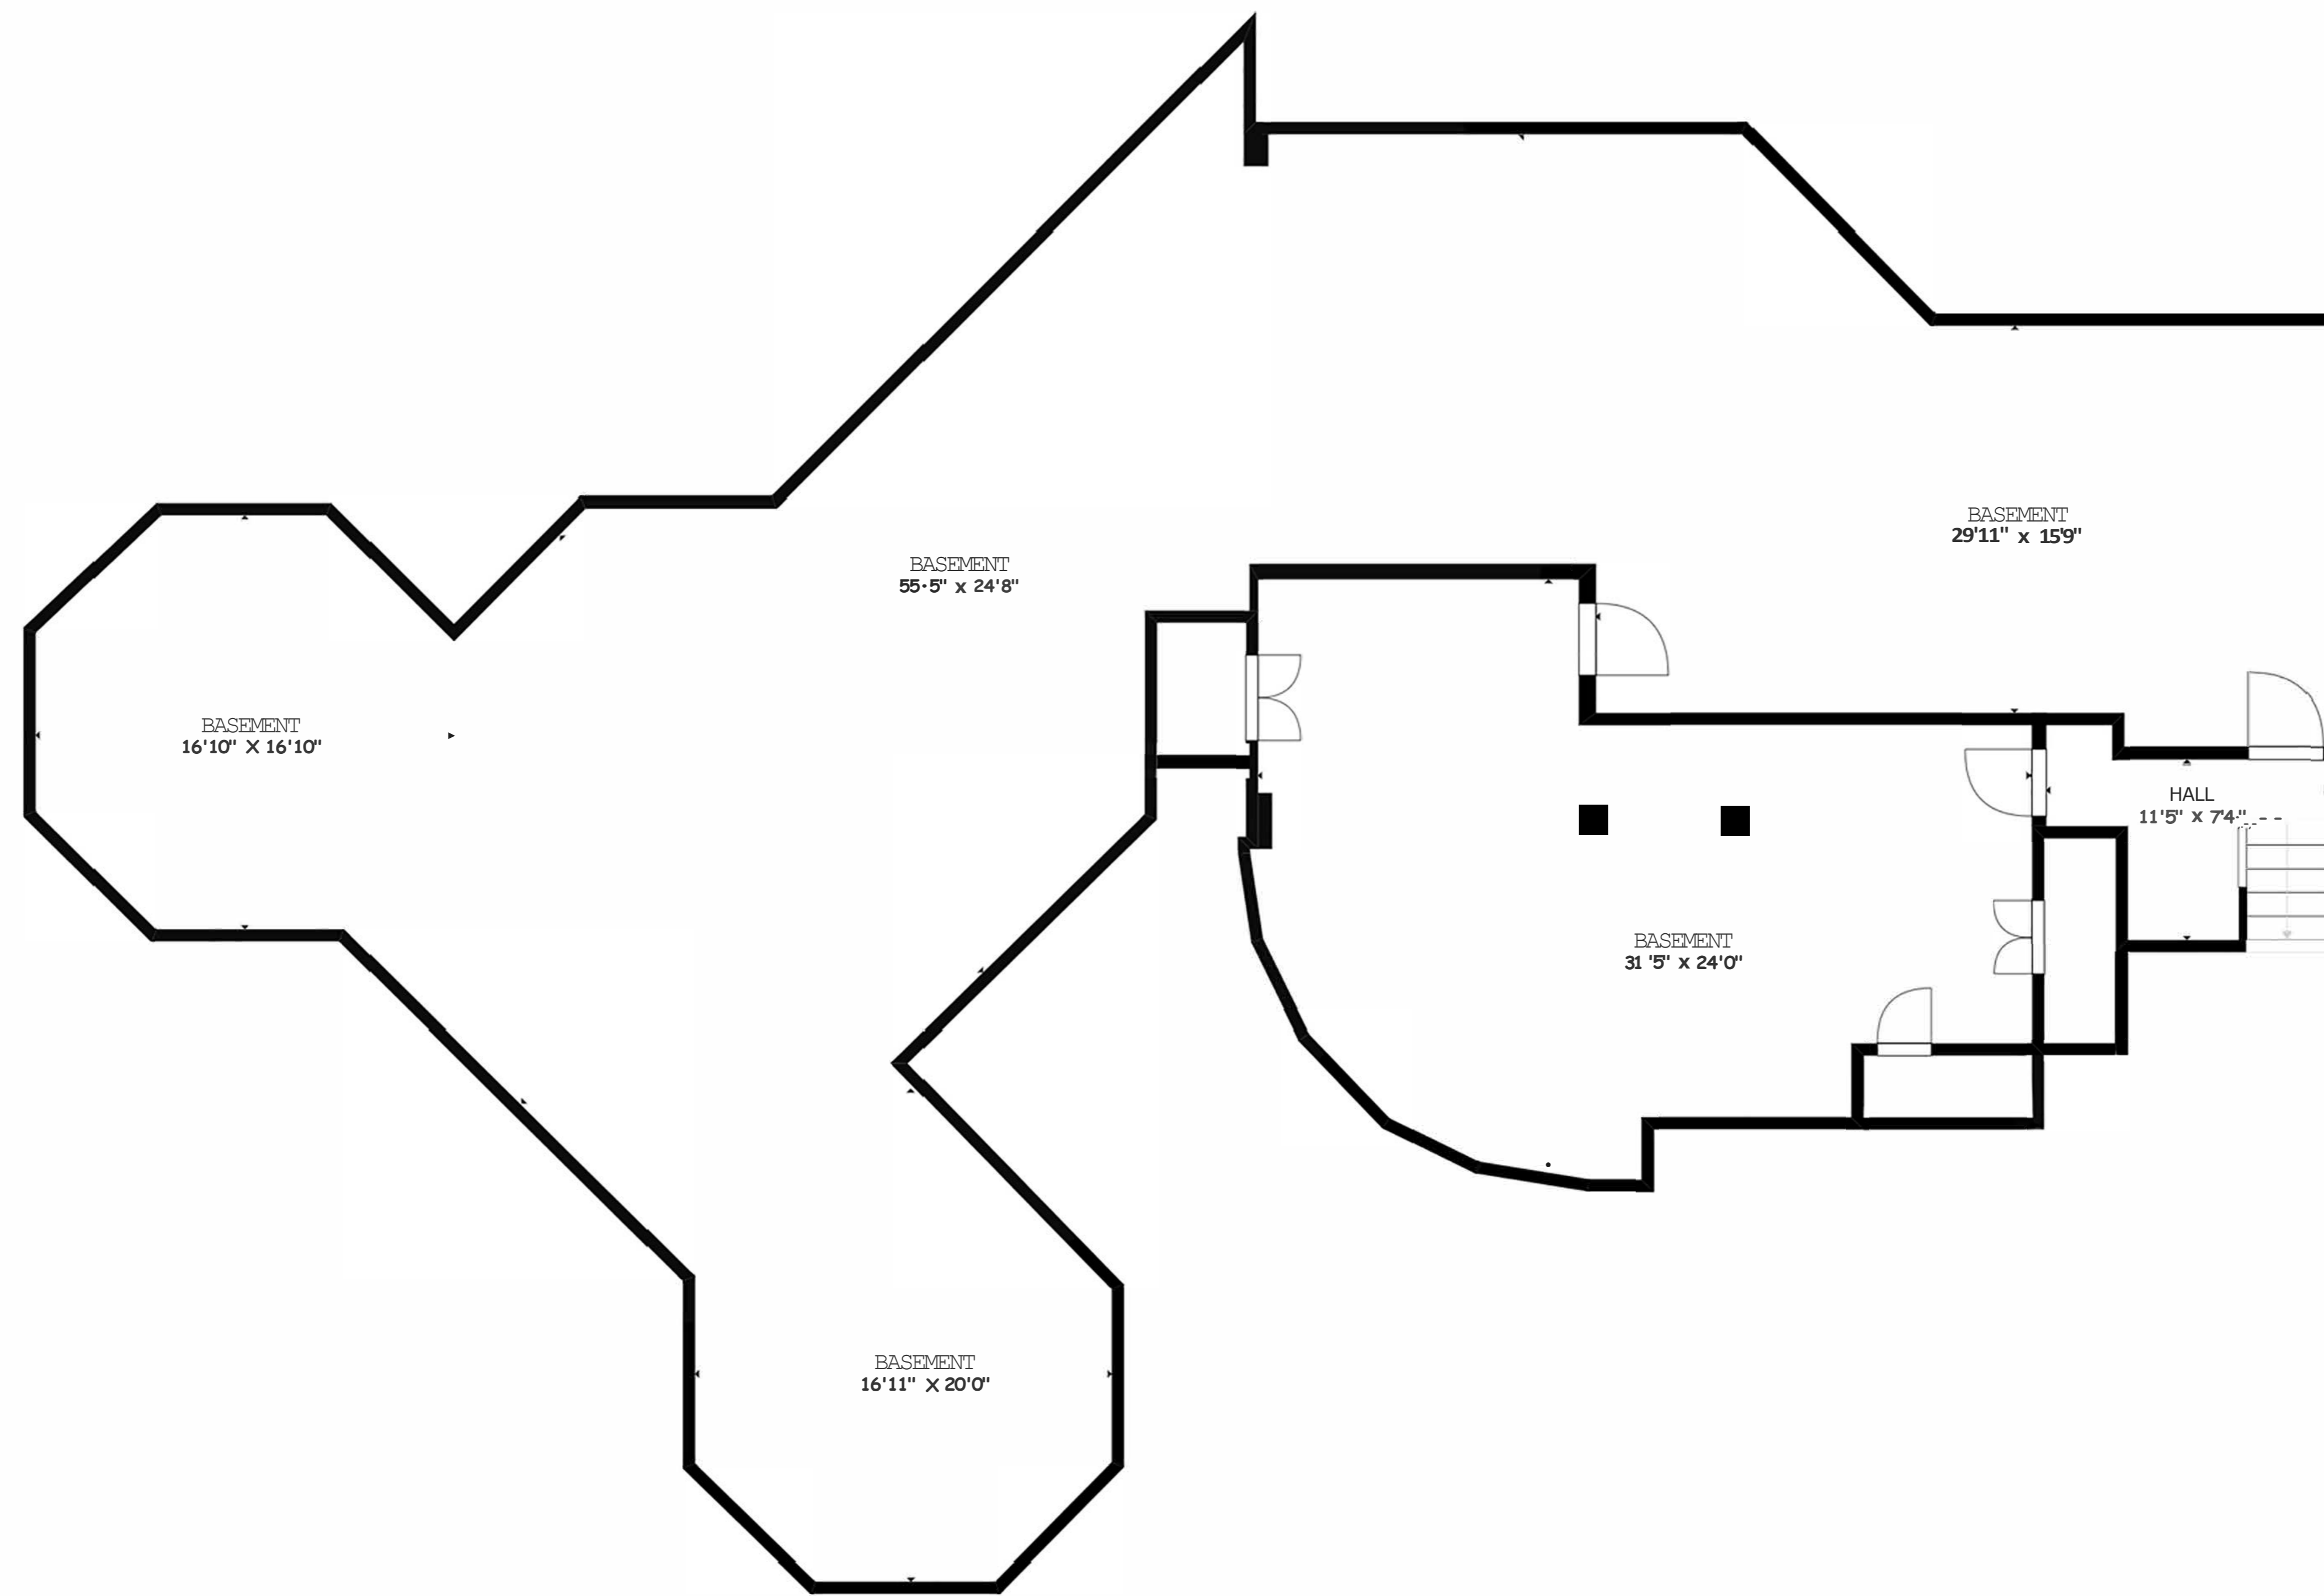 BASEMENT
29'11" x 15'9"
BASEMENT
55·5" x 24'8"
BASEMENT
16'10" X 16'10"
HALL
11'5" X 7'4"
BASEMENT
31'5" x 24'0"
BASEMENT
16'11" X 20'0"